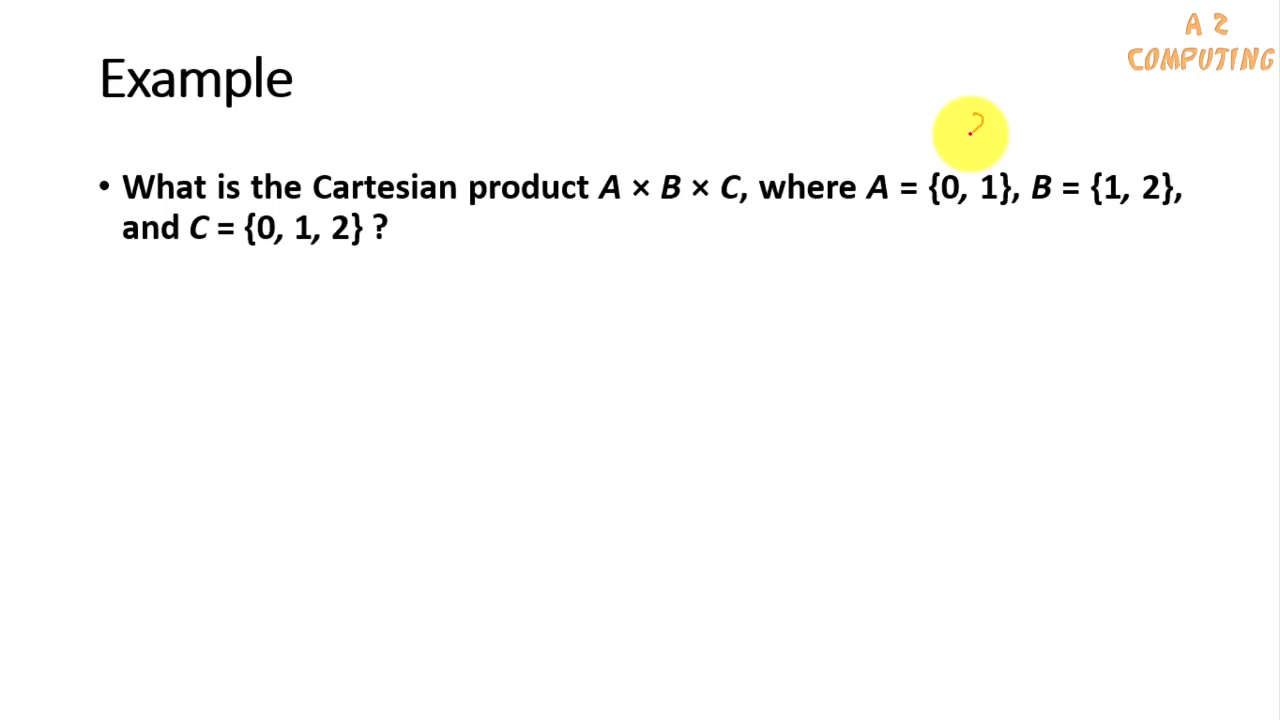 A Z
COMPUTING
Example
2
• What is the Cartesian product A × B × C, where A = {0, 1}, B = {1, 2},
and C = {0, 1, 2} ?